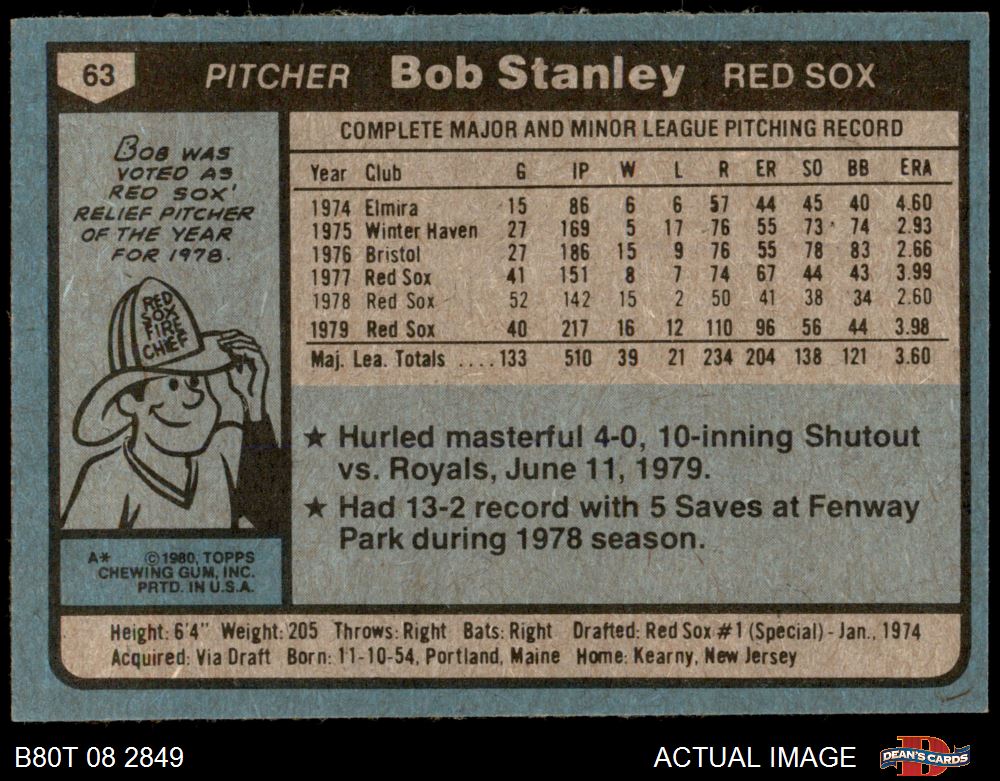 63 PITCHER Bob Stanley RED SOX
BOB WAS
VOTED AS
RED SOX'
RELIEF PITCHER
OF THE YEAR
FOR 1978.
RED
SOX
FIRE
CHIEF
A* ©1980, TOPPS
CHEWING GUM, INC.
PRTD. IN U.S.A.
COMPLETE MAJOR AND MINOR LEAGUE PITCHING RECORD
Year Club G IP W L R ER SO BB ERA
1974 Elmira 15 86 6 6 57 44 45 40 4.60
1975 Winter Haven 27 169 5 17 76 55 73 74 2.93
1976 Bristol 27 186 15 9 76 55 78 83 2.66
1977 Red Sox 41 151 8 7 74 67 44 43 3.99
1978 Red Sox 52 142 15 2 50 41 38 34 2.60
1979 Red Sox 40 217 16 12 110 96 56 44 3.98
Maj. Lea. Totals ....133 510 39 21 234 204 138 121 3.60
★ Hurled masterful 4-0, 10-inning Shutout
vs. Royals, June 11, 1979.
★ Had 13-2 record with 5 Saves at Fenway
Park during 1978 season.
Height: 6'4" Weight: 205 Throws: Right Bats: Right Drafted: Red Sox #1 (Special) - Jan., 1974
Acquired: Via Draft Born: 11-10-54, Portland, Maine Home: Kearny, New Jersey
B80T 08 2849 ACTUAL IMAGE DEAN'S CARDS